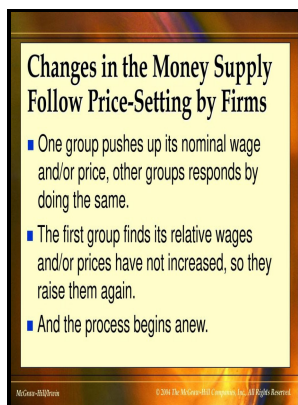 Changes in the Money Supply
Follow Price-Setting by Firms
One group pushes up its nominal wage
and/or price, other groups responds by
doing the same.
The first group finds its relative wages
and/or prices have not increased, so they
raise them again.
And the process begins anew.
McGraw-Hill/Irwin
© 2004 The McGraw-Hill Companies, Inc., All Rights Reserved.